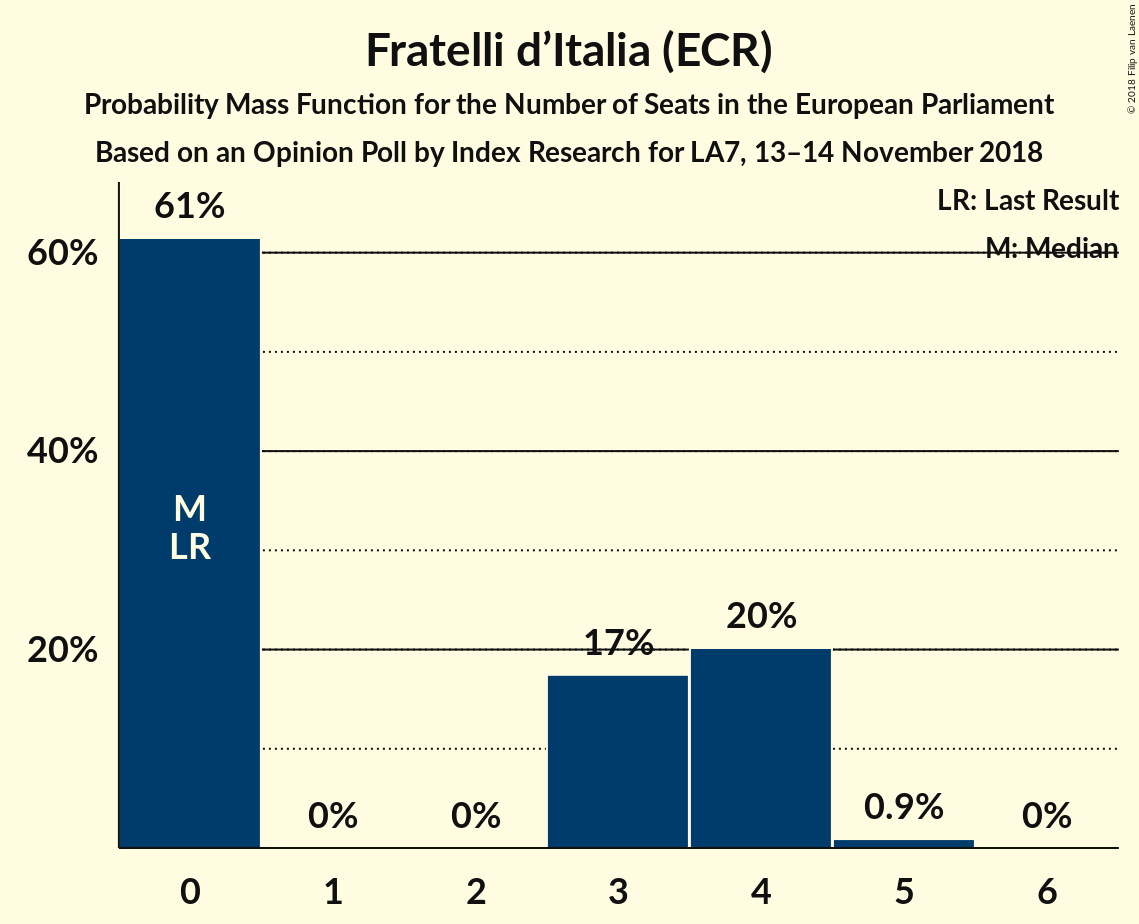 Fratelli d’Italia (ECR)
Probability Mass Function for the Number of Seats in the European Parliament
Based on an Opinion Poll by Index Research for LA7, 13–14 November 2018
© 2018 Filip van Laenen
LR: Last Result
M: Median
61%
60%
40%
20%
M
LR
0%
0%
17%
20%
0.9%
0%
0
1
2
3
4
5
6